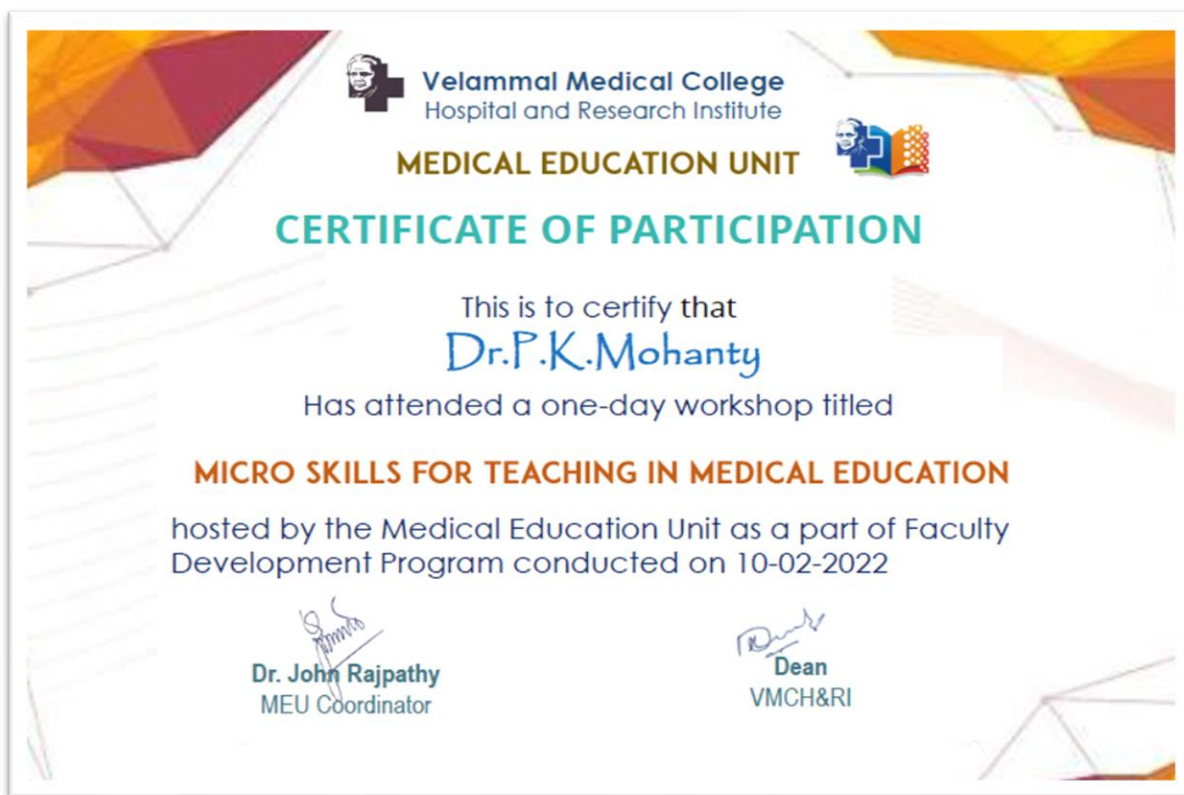 Velammal Medical College
Hospital and Research Institute
MEDICAL EDUCATION UNIT
CERTIFICATE OF PARTICIPATION
This is to certify that
Dr.P.K.Mohanty
Has attended a one-day workshop titled
MICRO SKILLS FOR TEACHING IN MEDICAL EDUCATION
hosted by the Medical Education Unit as a part of Faculty
Development Program conducted on 10-02-2022
Dr. John Rajpathy
MEU Coordinator
Dean
VMCH&RI